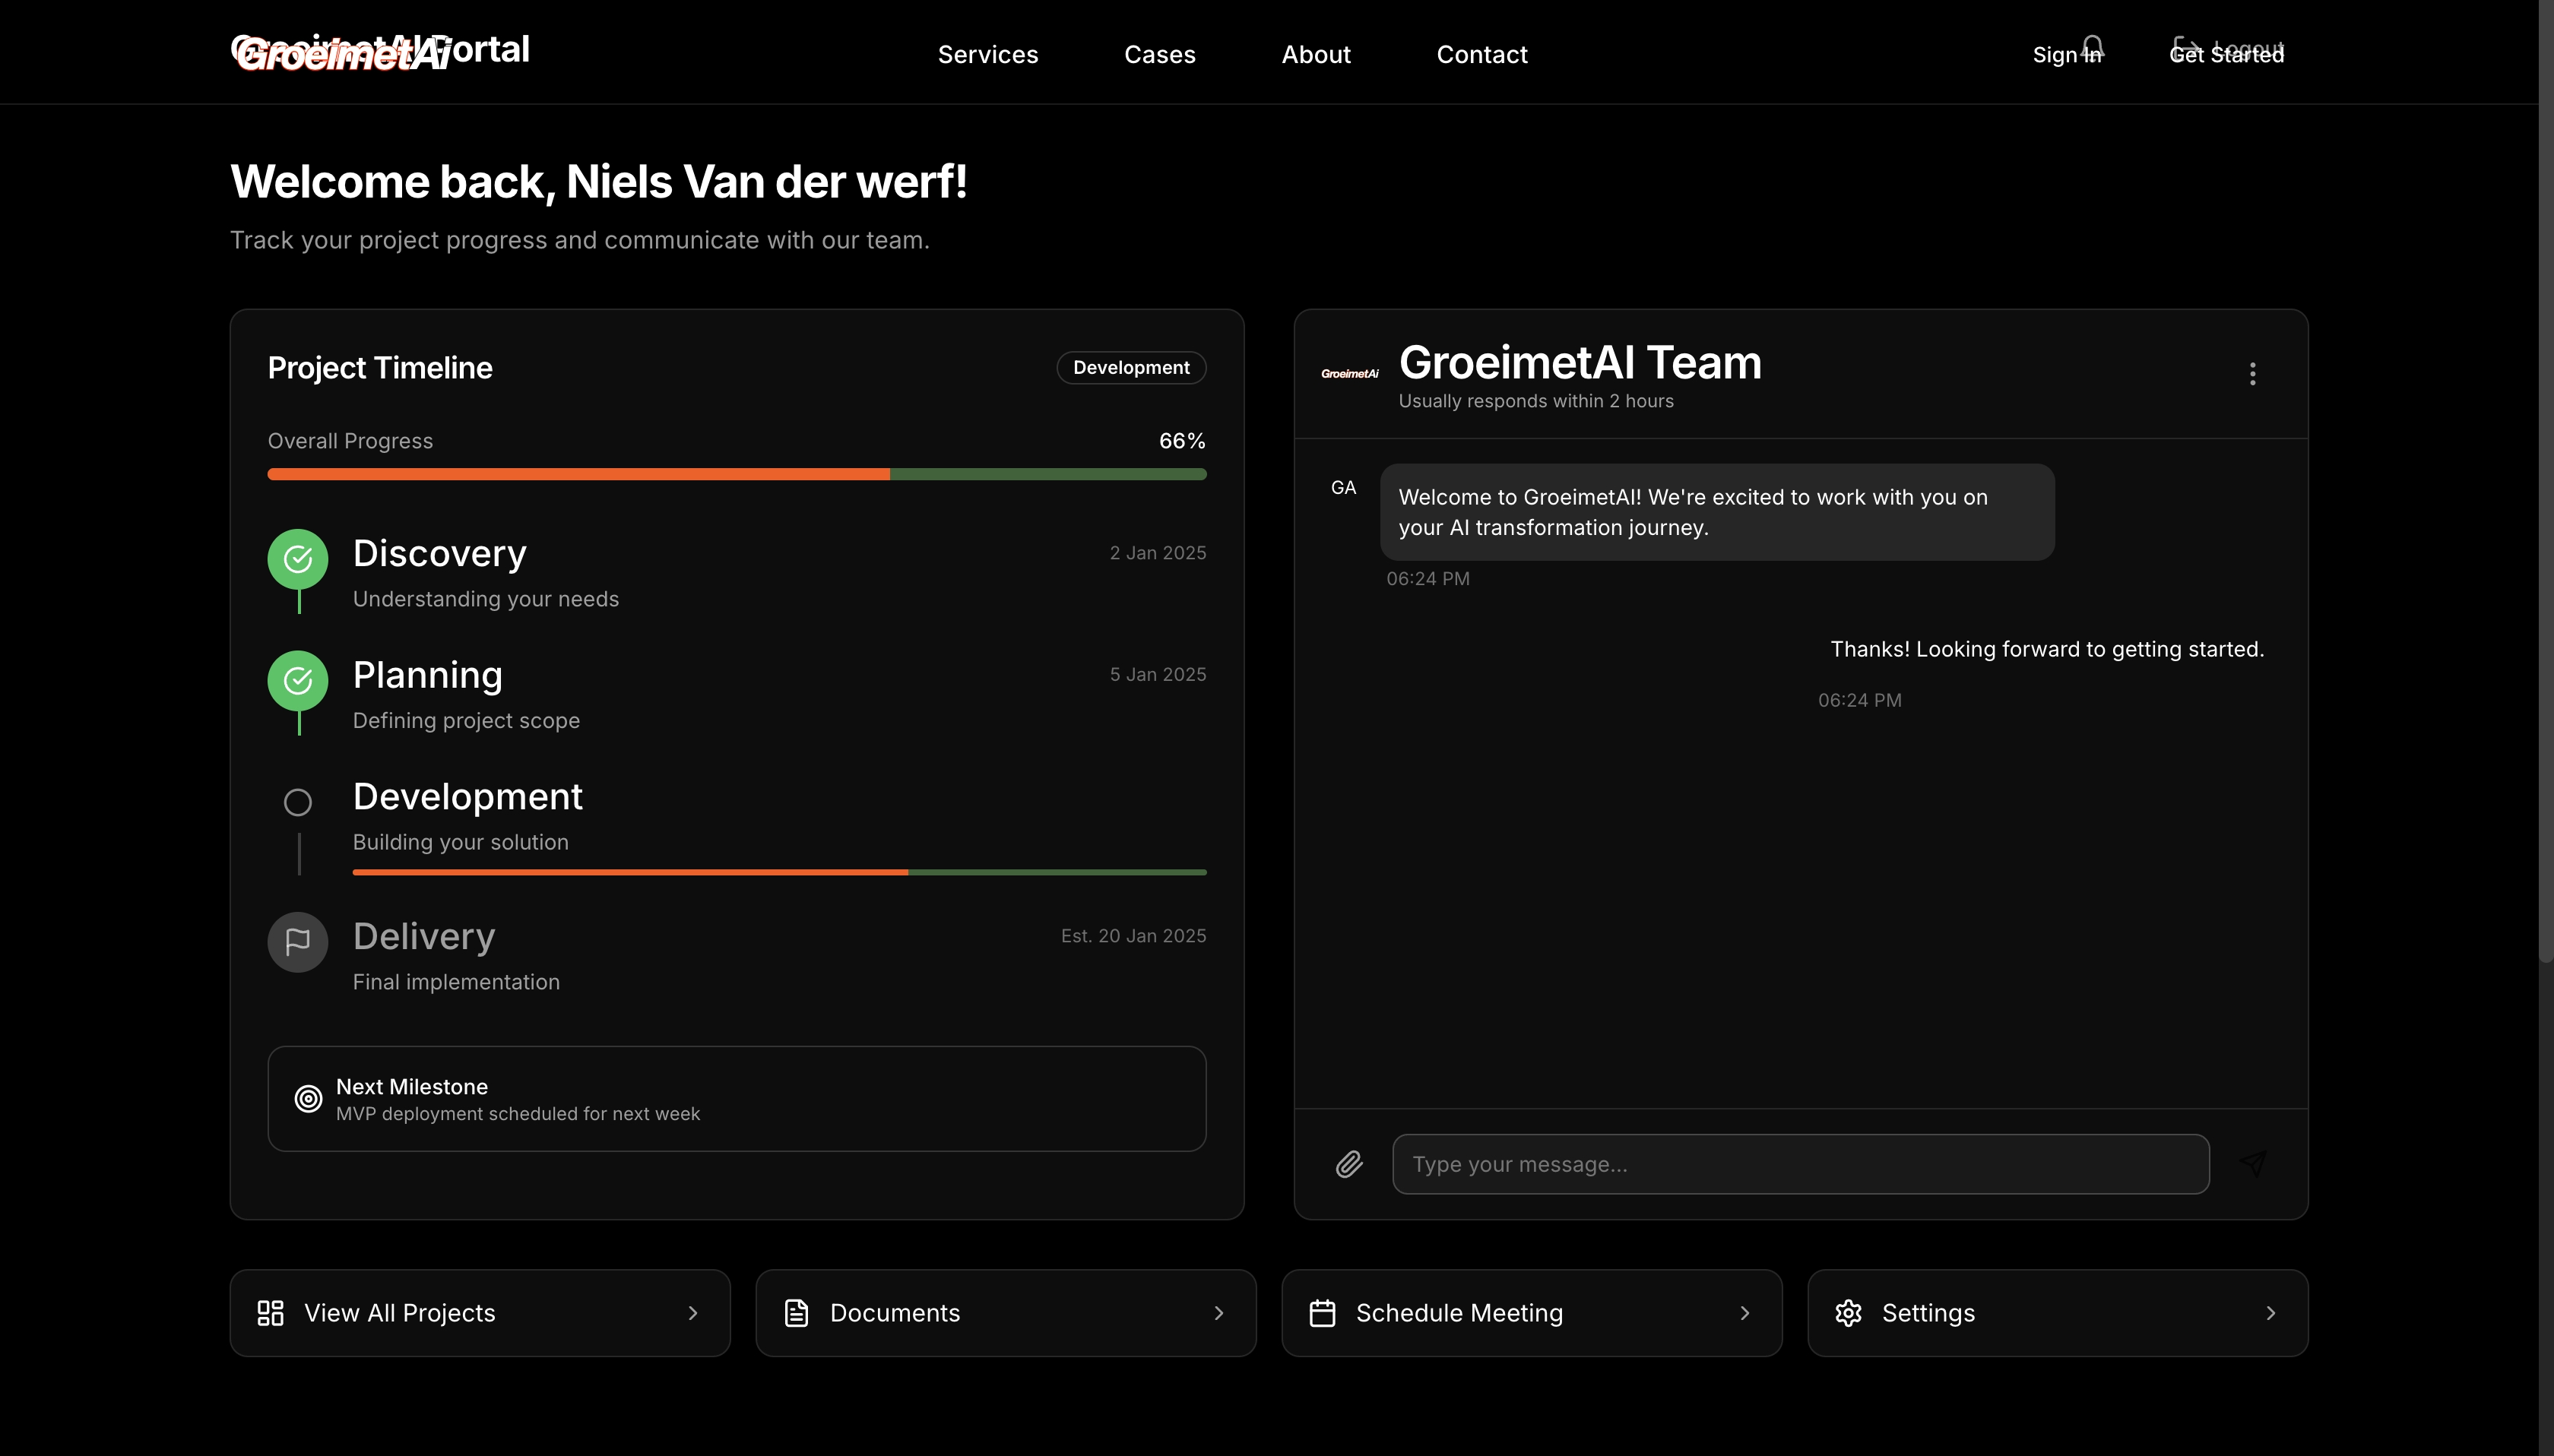 GroeimetAI Portal
GroeimetAi
Services
Cases
About
Contact
Sign In
Logout
Get Started
Welcome back, Niels Van der werf!
Track your project progress and communicate with our team.
Project Timeline
Development
Overall Progress
66%
Discovery
2 Jan 2025
Understanding your needs
Planning
5 Jan 2025
Defining project scope
Development
Building your solution
Delivery
Est. 20 Jan 2025
Final implementation
Next Milestone
MVP deployment scheduled for next week
GroeimetAi
GroeimetAI Team
Usually responds within 2 hours
GA
Welcome to GroeimetAI! We're excited to work with you on
your AI transformation journey.
06:24 PM
Thanks! Looking forward to getting started.
06:24 PM
Type your message...
View All Projects
Documents
Schedule Meeting
Settings